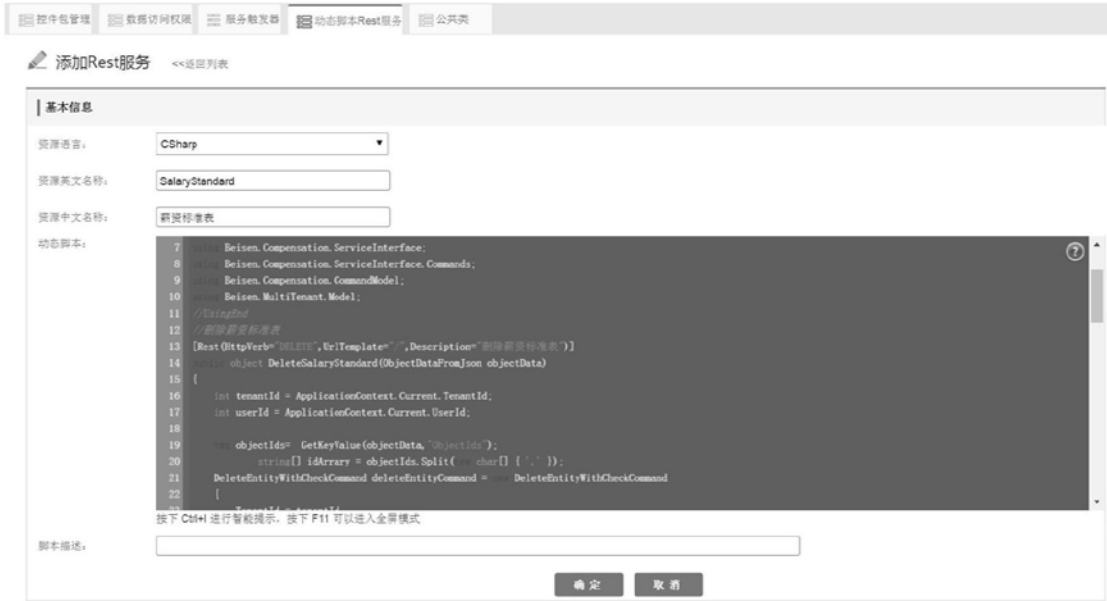 控件包管理 数据访问权限 服务触发器 动态脚本Rest服务 公共类
添加Rest服务 <<返回列表
基本信息
资源语言： CSharp
资源英文名称： SalaryStandard
资源中文名称： 薪资标准表
动态脚本：
7 using Beisen.Compensation.ServiceInterface;
8 using Beisen.Compensation.ServiceInterface.Commands;
9 using Beisen.Compensation.CommandModel;
10 using Beisen.MultiTenant.Model;
11 //UsingEnd
12 //删除薪资标准表
13 [Rest(HttpVerb="DELETE",UrlTemplate="/",Description="删除薪资标准表")]
14 public object DeleteSalaryStandard(ObjectDataFromJson objectData)
15 {
16 int tenantId = ApplicationContext.Current.TenantId;
17 int userId = ApplicationContext.Current.UserId;
18
19 var objectIds= GetKeyValue(objectData,"ObjectIds");
20 string[] idArrary = objectIds.Split(new char[] { ',' });
21 DeleteEntityWithCheckCommand deleteEntityCommand = new DeleteEntityWithCheckCommand
22 {
按下 Ctrl+I 进行智能提示，按下 F11 可以进入全屏模式
脚本描述：
确 定 取 消